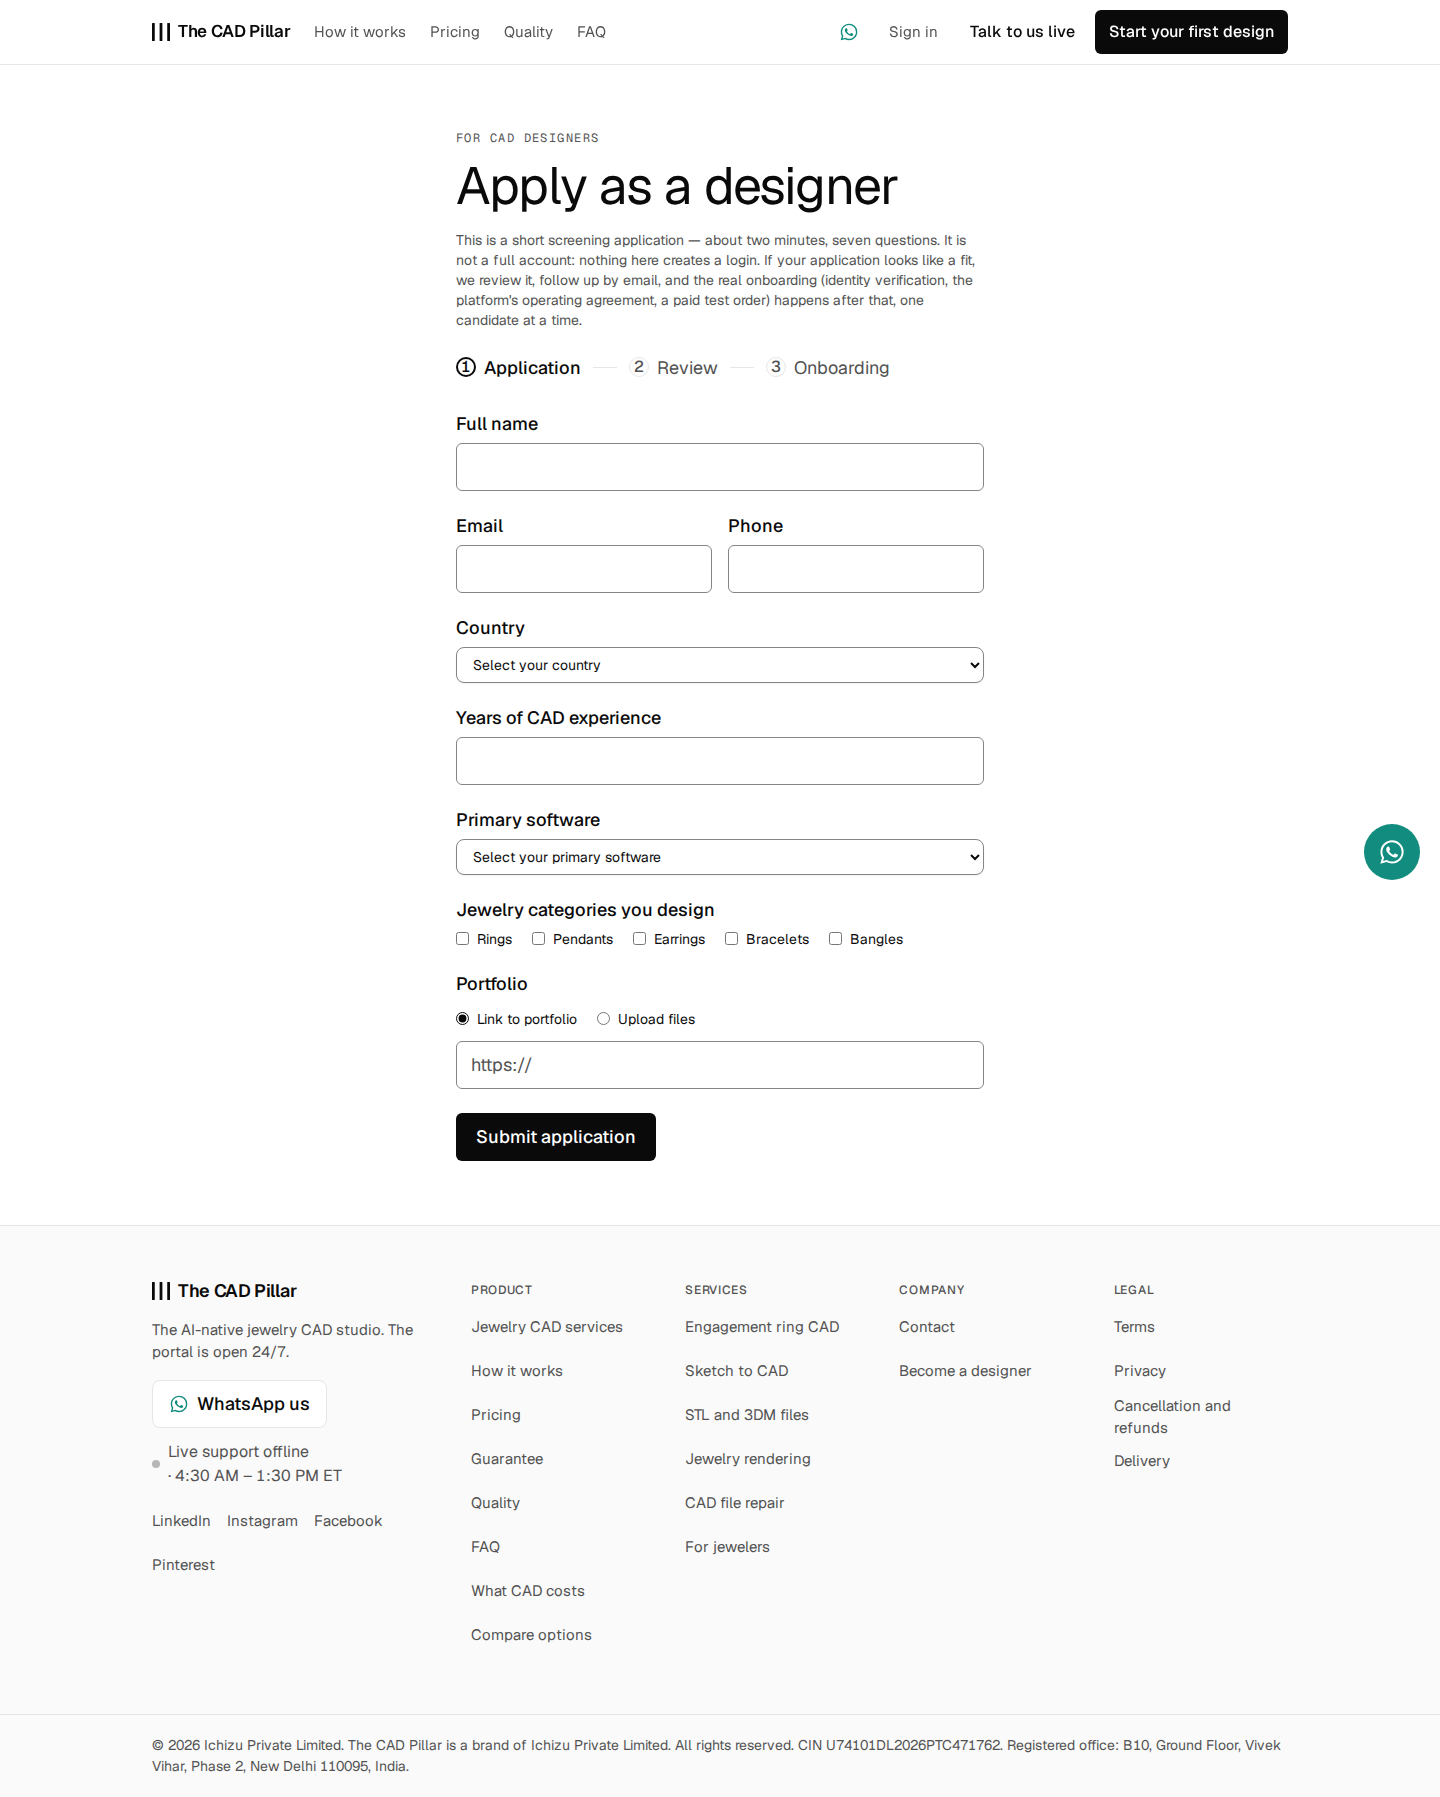 The CAD Pillar How it works Pricing Quality FAQ Sign in Talk to us live Start your first design
FOR CAD DESIGNERS
Apply as a designer
This is a short screening application — about two minutes, seven questions. It is
not a full account: nothing here creates a login. If your application looks like a fit,
we review it, follow up by email, and the real onboarding (identity verification, the
platform's operating agreement, a paid test order) happens after that, one
candidate at a time.
1 Application 2 Review 3 Onboarding
Full name
Email Phone
Country
Select your country
Years of CAD experience
Primary software
Select your primary software
Jewelry categories you design
Rings Pendants Earrings Bracelets Bangles
Portfolio
Link to portfolio Upload files
https://
Submit application
The CAD Pillar
The AI-native jewelry CAD studio. The
portal is open 24/7.
WhatsApp us
Live support offline
· 4:30 AM – 1:30 PM ET
LinkedIn Instagram Facebook
Pinterest
PRODUCT
Jewelry CAD services
How it works
Pricing
Guarantee
Quality
FAQ
What CAD costs
Compare options
SERVICES
Engagement ring CAD
Sketch to CAD
STL and 3DM files
Jewelry rendering
CAD file repair
For jewelers
COMPANY
Contact
Become a designer
LEGAL
Terms
Privacy
Cancellation and
refunds
Delivery
© 2026 Ichizu Private Limited. The CAD Pillar is a brand of Ichizu Private Limited. All rights reserved. CIN U74101DL2026PTC471762. Registered office: B10, Ground Floor, Vivek
Vihar, Phase 2, New Delhi 110095, India.